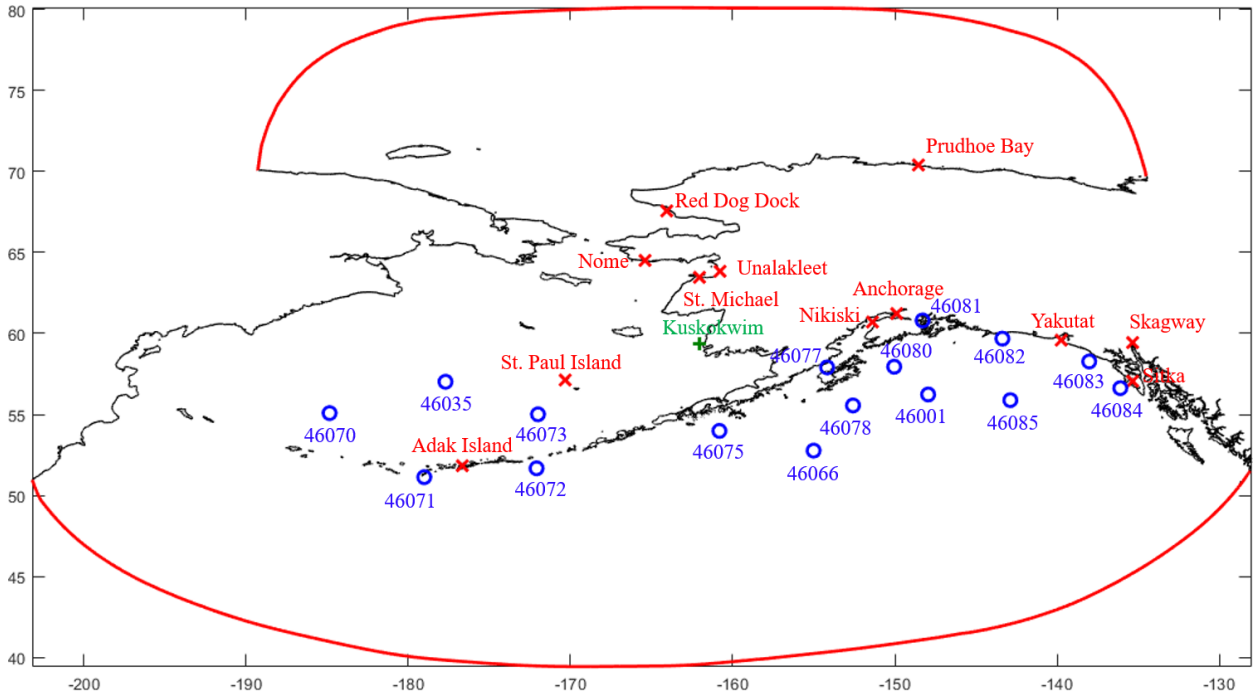 80
75
70
65
60
55
50
45
40
-200
-190
-180
-170
-160
-150
-140
-130
Prudhoe Bay
Red Dog Dock
Nome
Unalakleet
St. Michael
Anchorage
46081
Nikiski
Yakutat
Skagway
Kuskokwim
46077
46080
46082
St. Paul Island
Sitka
46035
46083
46084
46070
46073
46078
46001
46085
Adak Island
46075
46066
46071
46072